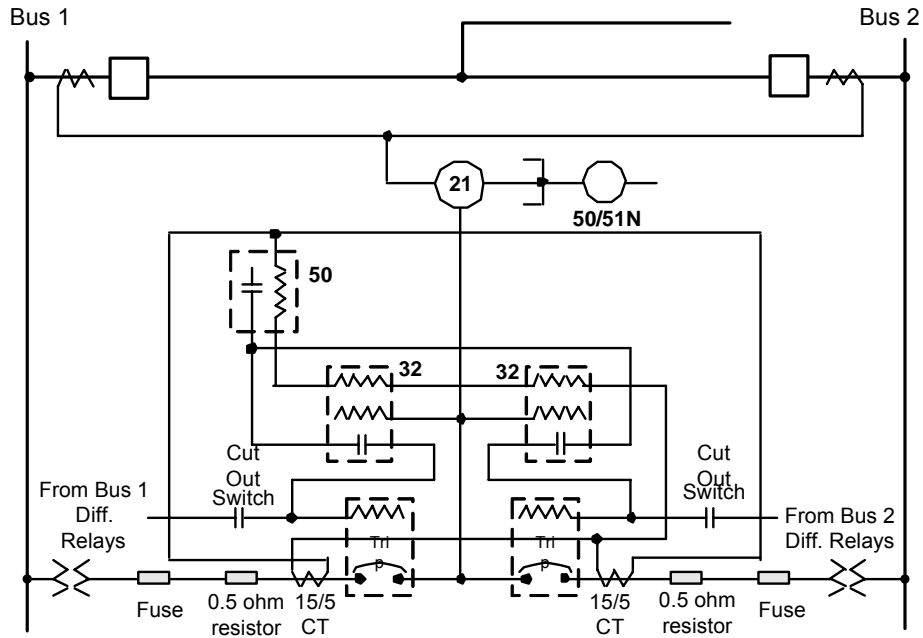 Bus 1
Bus 2
21
50/51N
50
32
32
Cut
Out
Switch
Cut
Out
Switch
From Bus 1
Diff.
Relays
From Bus 2
Diff. Relays
Tri
p
Tri
p
Fuse
0.5 ohm
resistor
15/5
CT
15/5
CT
0.5 ohm
resistor
Fuse